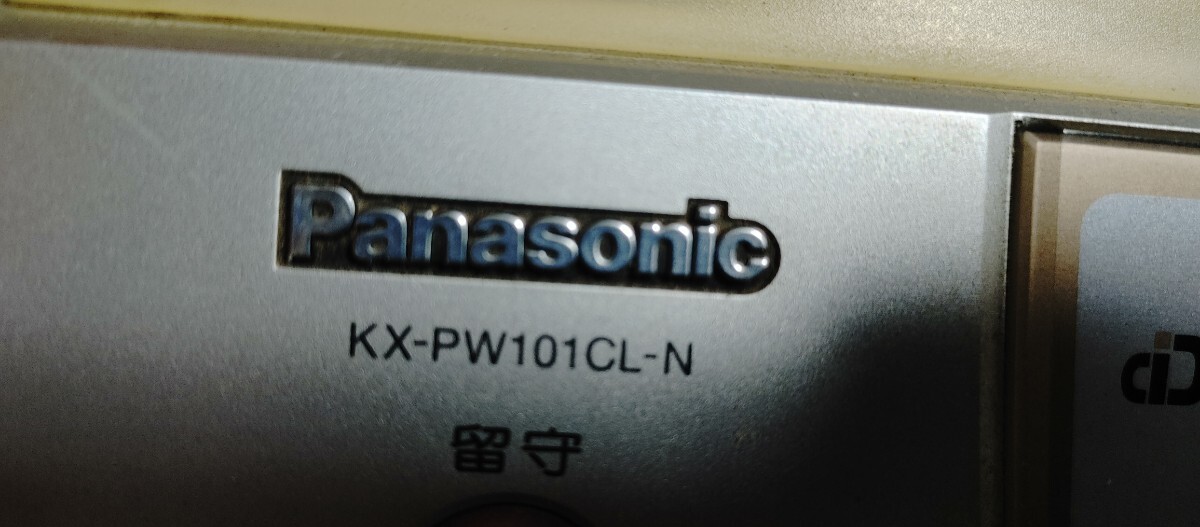 Panasonic
KX-PW101CL-N
留守